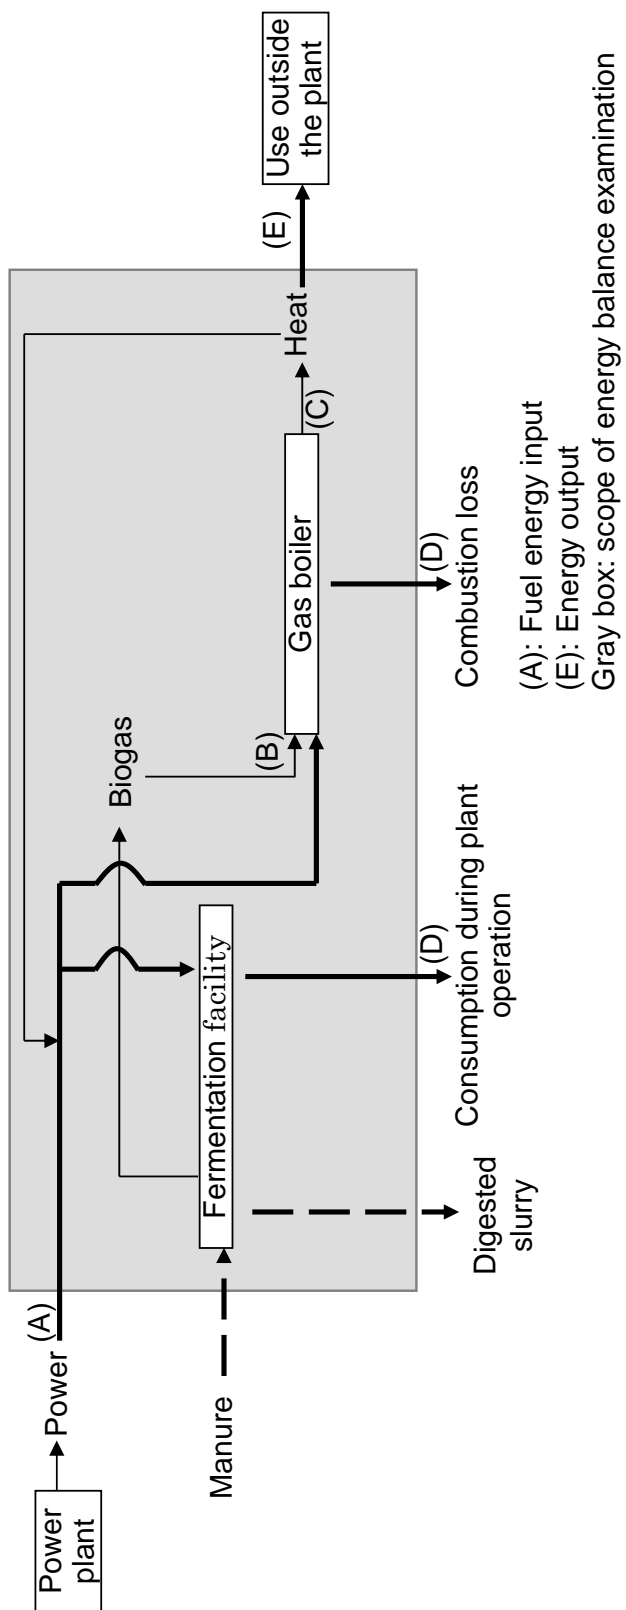 Power
plant
Power
(A)
Manure
Fermentation facility
Biogas
(B)
Gas boiler
(C)
Heat
(E)
Use outside
the plant
Digested
slurry
(D)
Consumption during plant
operation
(D)
Combustion loss
(A): Fuel energy input
(E): Energy output
Gray box: scope of energy balance examination